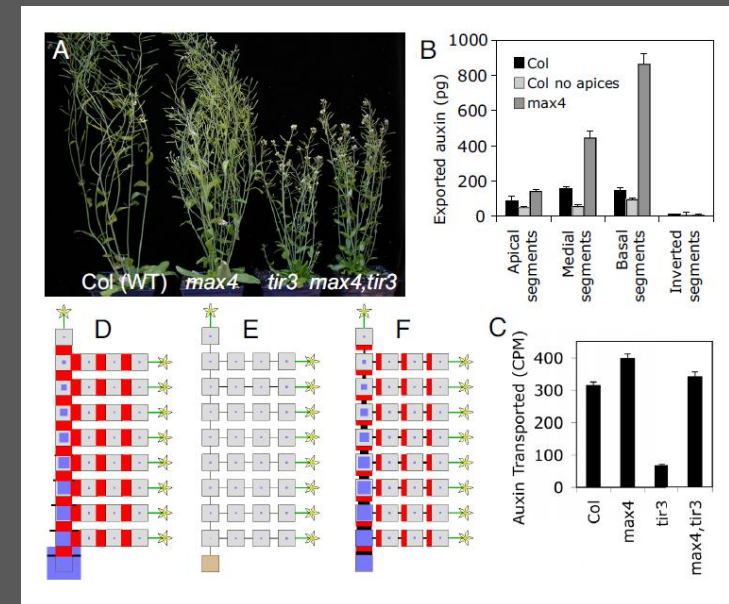 A
Col (WT) max4 tir3 max4,tir3
B
Exported auxin (pg)
1000
800
600
400
200
0
Col
Col no apices
max4
Apical segments
Medial segments
Basal segments
Inverted segments
D
E
F
C
Auxin Transported (CPM)
400
300
200
100
0
Col
max4
tir3
max4,tir3